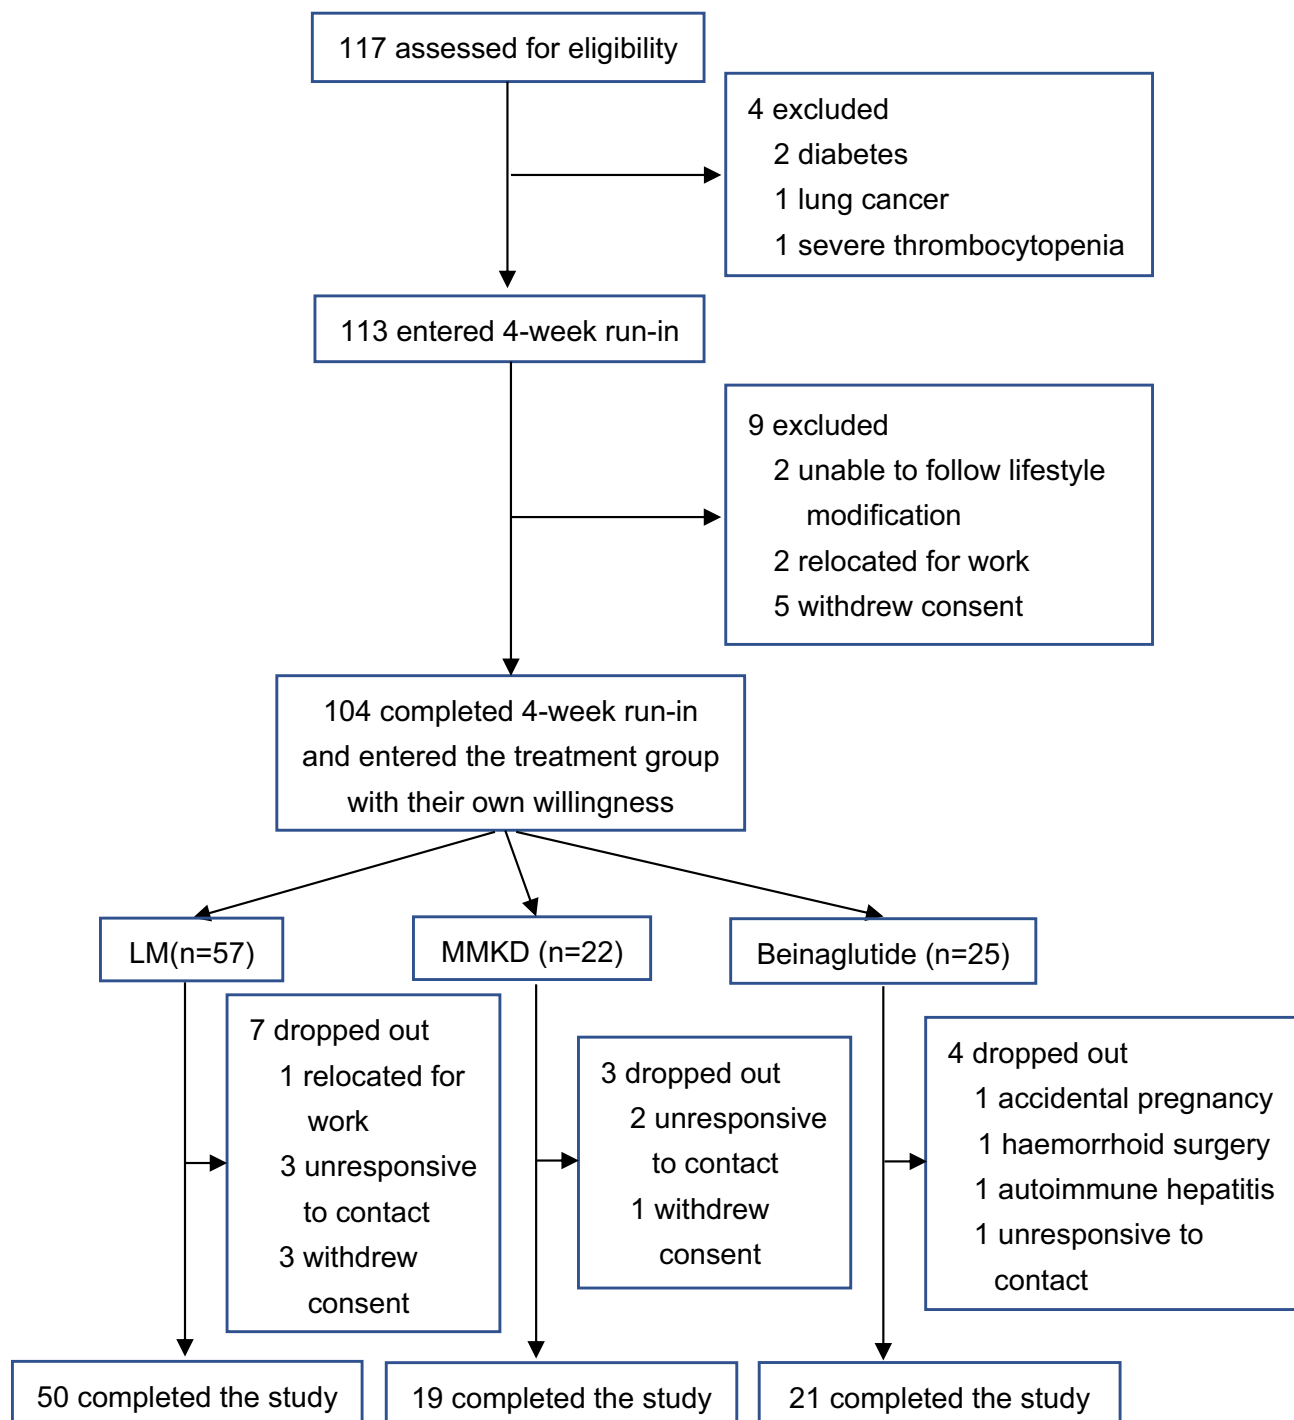 117 assessed for eligibility
4 excluded
2 diabetes
1 lung cancer
1 severe thrombocytopenia
113 entered 4-week run-in
9 excluded
2 unable to follow lifestyle
modification
2 relocated for work
5 withdrew consent
104 completed 4-week run-in
and entered the treatment group
with their own willingness
LM(n=57)
MMKD (n=22)
Beinaglutide (n=25)
7 dropped out
1 relocated for
work
3 unresponsive
to contact
3 withdrew
consent
3 dropped out
2 unresponsive
to contact
1 withdrew
consent
4 dropped out
1 accidental pregnancy
1 haemorrhoid surgery
1 autoimmune hepatitis
1 unresponsive to
contact
50 completed the study
19 completed the study
21 completed the study